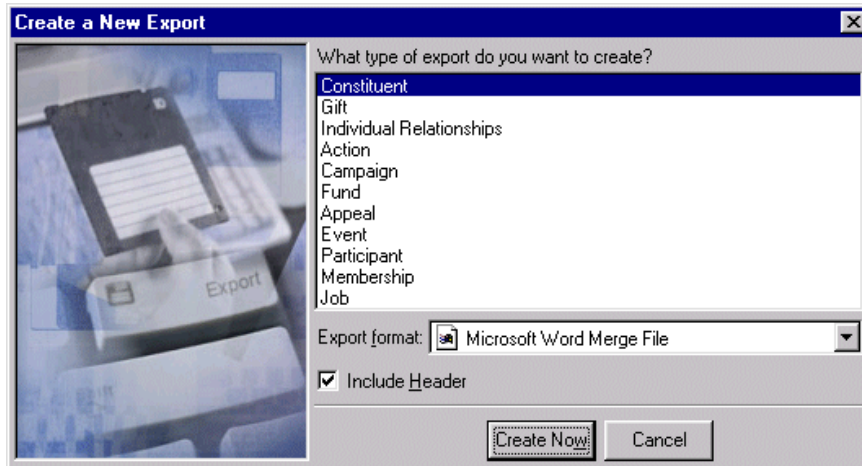 Create a New Export
What type of export do you want to create?
Constituent
Gift
Individual Relationships
Action
Campaign
Fund
Appeal
Event
Participant
Membership
Job
Export
Export format: Microsoft Word Merge File
Include Header
Create Now Cancel